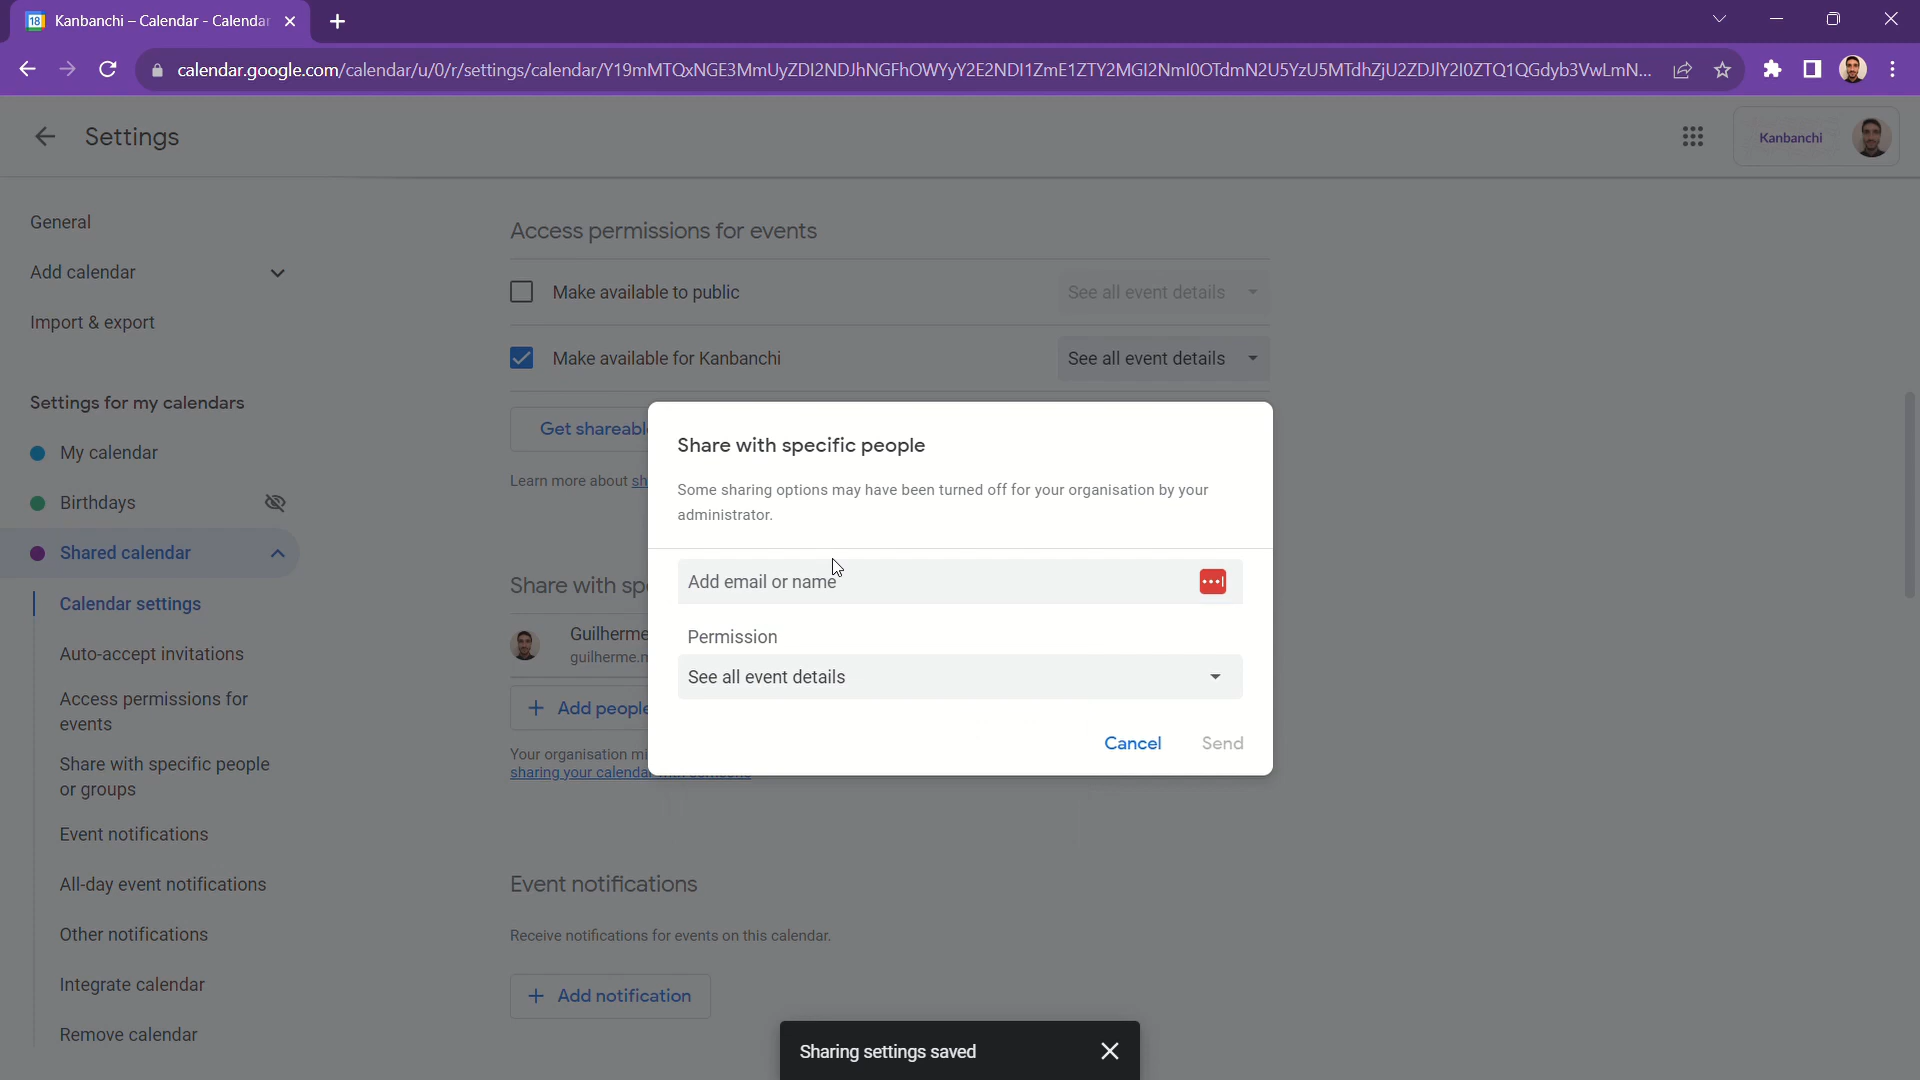 Kanbanchi – Calendar - Calendar
calendar.google.com/calendar/u/0/r/settings/calendar/Y19mMTQxNGE3MmUyZDI2NDJhNGFhOWYyY2E2NDI1ZmE1ZTY2MGI2NmI0OTdmN2U5YzU5MTdhZjU2ZDJlY2I0ZTQ1QGdyb3VwLmN...
Settings
Kanbanchi
General
Add calendar
Import & export
Settings for my calendars
My calendar
Birthdays
Shared calendar
Calendar settings
Auto-accept invitations
Access permissions for
events
Share with specific people
or groups
Event notifications
All-day event notifications
Other notifications
Integrate calendar
Remove calendar
Access permissions for events
Make available to public
See all event details
Make available for Kanbanchi
See all event details
Get shareabl
Learn more about sh
Share with sp
Guilherme
guilherme.
+ Add people
Your organisation mi
sharing your calendar with someone
Share with specific people
Some sharing options may have been turned off for your organisation by your
administrator.
Add email or name
Permission
See all event details
Cancel
Send
Event notifications
Receive notifications for events on this calendar.
+ Add notification
Sharing settings saved